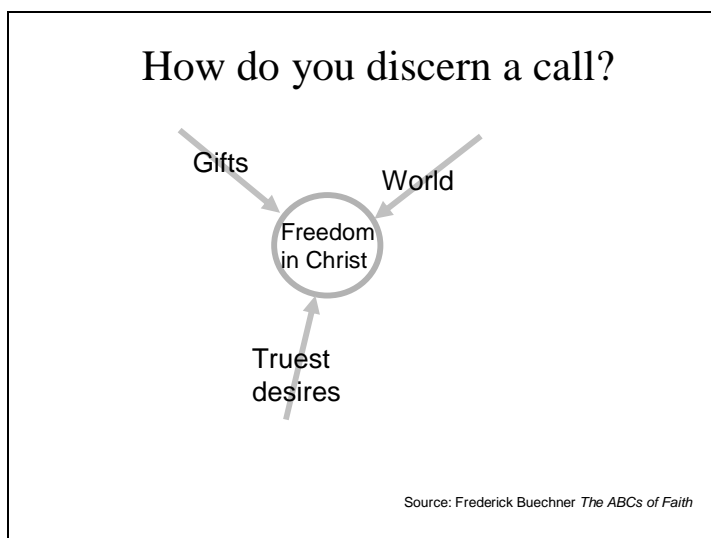 How do you discern a call?
Gifts
World
Freedom
in Christ
Truest
desires
Source: Frederick Buechner The ABCs of Faith